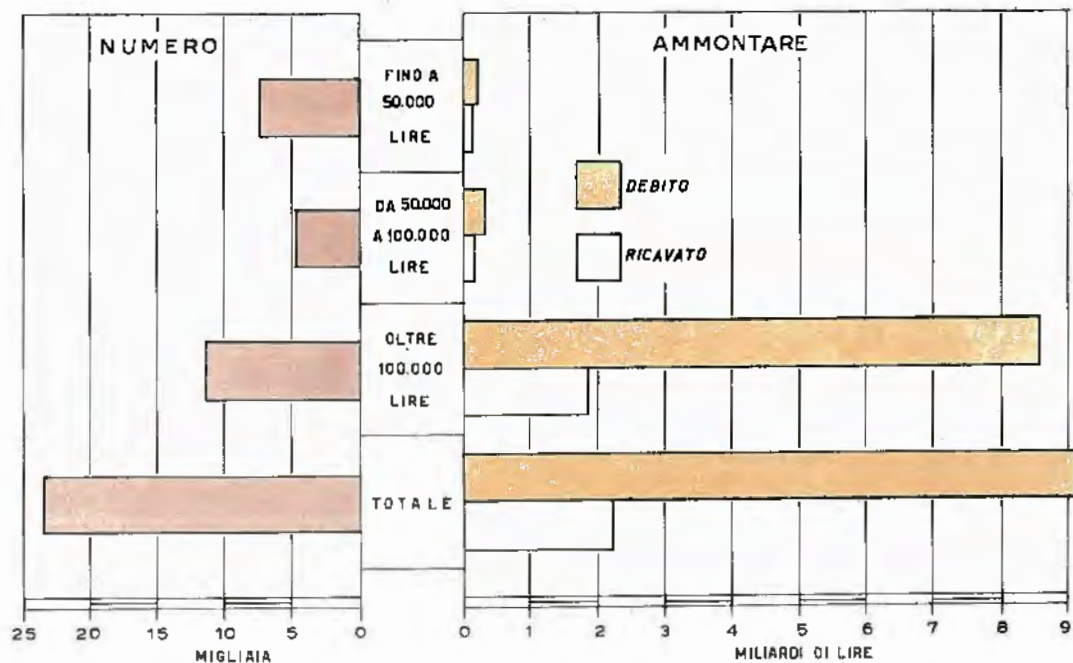 NUMERO
AMMONTARE
FINO A
50.000
LIRE
DA 50.000
A 100.000
LIRE
OLTRE
100.000
LIRE
TOTALE
DEBITO
RICAVATO
25 20 15 10 5 0
MIGLIAIA
0 1 2 3 4 5 6 7 8 9
MILIARDI DI LIRE